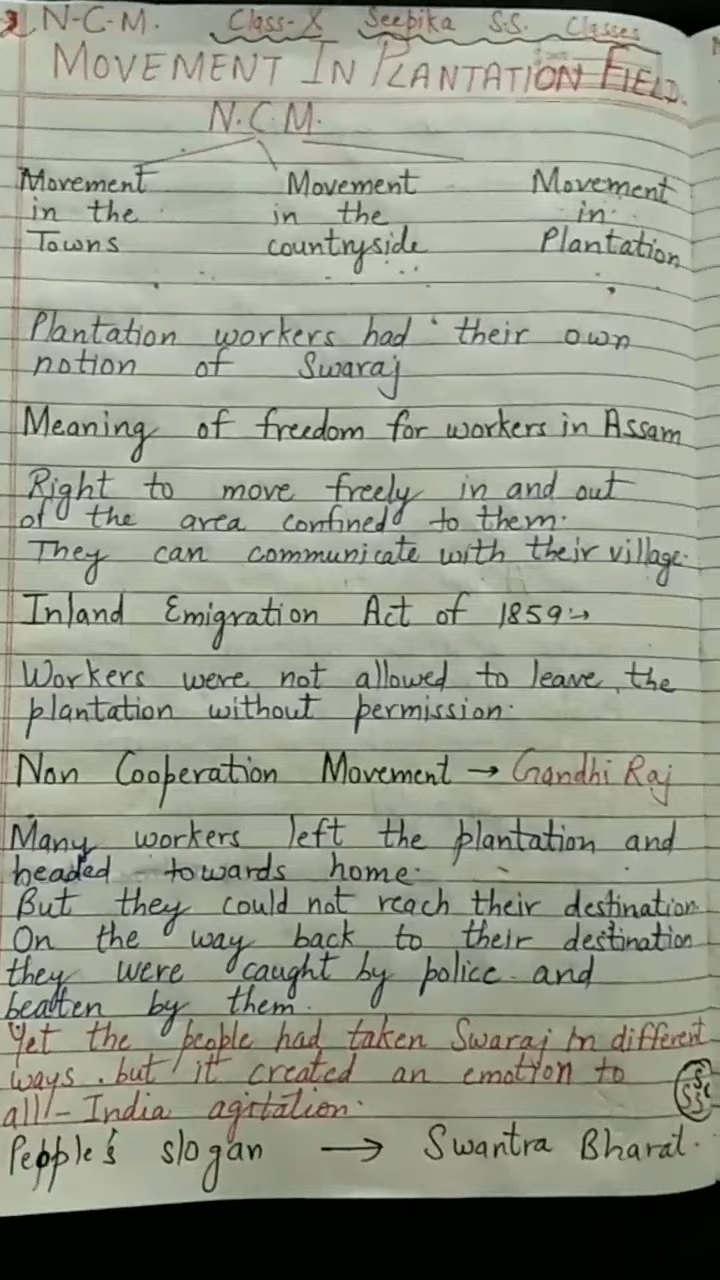 N-C-M. Class-X Seepika S.S. Classes
MOVEMENT IN PLANTATION FIELD.
N.C.M.
Movement in the Towns
Movement in the countryside
Movement in Plantation
Plantation workers had their own
notion of Swaraj
Meaning of freedom for workers in Assam
Right to move freely in and out
of the area confined to them.
They can communicate with their village.
Inland Emigration Act of 1859→
Workers were not allowed to leave the
plantation without permission.
Non Cooperation Movement → Gandhi Raj
Many workers left the plantation and
headed towards home.
But they could not reach their destination
On the way back to their destination
they were caught by police and
beatten by them.
Yet the people had taken Swaraj in different
ways. but it created an emotion to
all- India agitation.
People's slogan → Swantra Bharat.